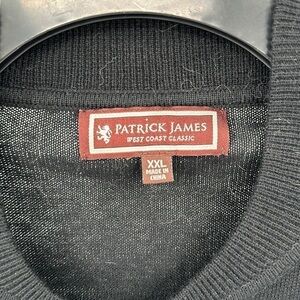 PATRICK JAMES
WEST COAST CLASSIC
XXL
MADE IN
CHINA